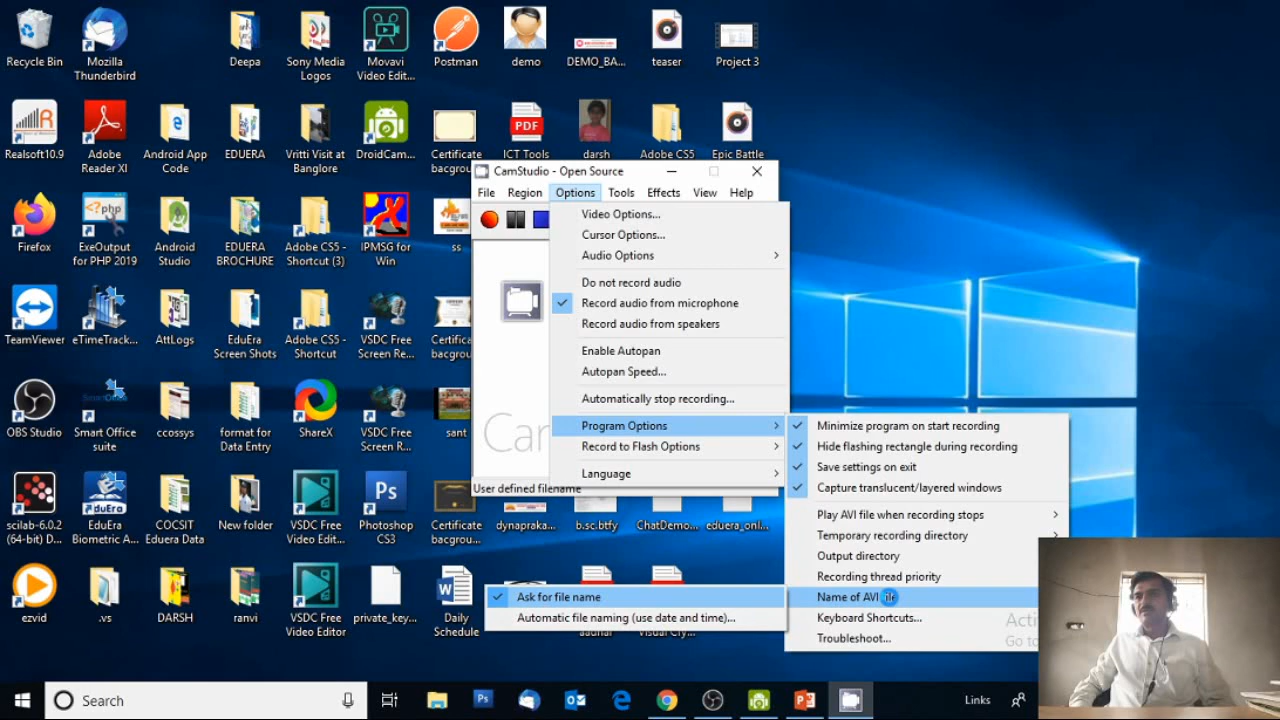 Recycle Bin
Mozilla
Thunderbird
Deepa
Sony Media
Logos
Movavi
Video Edit...
Postman
demo
DEMO_BA...
teaser
Project 3
Realsoft10.9
Adobe
Reader XI
Android App
Code
EDUERA
Vritti Visit at
Banglore
DroidCam...
Certificate
bacgrou...
PDF
ICT Tools
darsh
Adobe CS5
Epic Battle
Firefox
php
ExeOutput
for PHP 2019
Android
Studio
EDUERA
BROCHURE
Adobe CS5 -
Shortcut (3)
IPMSG for
Win
ss
TeamViewer
eTimeTrack...
AttLogs
EduEra
Screen Shots
Adobe CS5 -
Shortcut
VSDC Free
Screen Re...
OBS Studio
Smart Office
suite
ccossys
format for
Data Entry
ShareX
VSDC Free
Screen R...
sant
scilab-6.0.2
(64-bit) D...
EduEra
Biometric A...
COCSIT
Eduera Data
New folder
VSDC Free
Video Edit...
Ps
Photoshop
CS3
Certificate
bacgrou...
dynapraka...
b.sc.btfy
ChatDemo...
eduera_onl...
ezvid
.vs
DARSH
ranvi
VSDC Free
Video Editor
private_key...
Daily
Schedule
CamStudio - Open Source
File Region Options Tools Effects View Help
Video Options...
Cursor Options...
Audio Options
Do not record audio
Record audio from microphone
Record audio from speakers
Enable Autopan
Autopan Speed...
Automatically stop recording...
Program Options
Record to Flash Options
Language
User defined filename
Minimize program on start recording
Hide flashing rectangle during recording
Save settings on exit
Capture translucent/layered windows
Play AVI file when recording stops
Temporary recording directory
Output directory
Recording thread priority
Name of AVI file
Keyboard Shortcuts...
Troubleshoot...
Ask for file name
Automatic file naming (use date and time)...
Search
Ps
Links